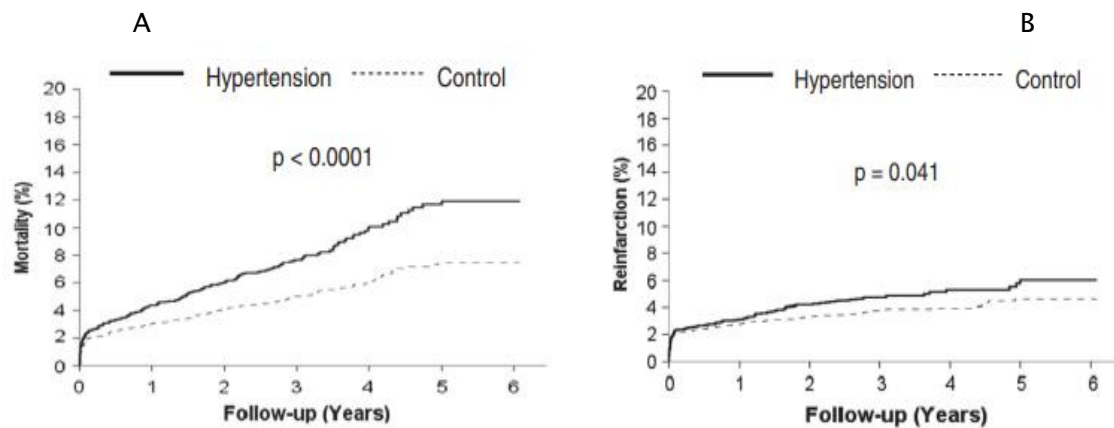 A
B
Hypertension Control
Hypertension Control
20
18
16
14
12
10
8
6
4
2
0
Mortality (%)
p < 0.0001
0 1 2 3 4 5 6
Follow-up (Years)
20
18
16
14
12
10
8
6
4
2
0
Reinfarction (%)
p = 0.041
0 1 2 3 4 5 6
Follow-up (Years)